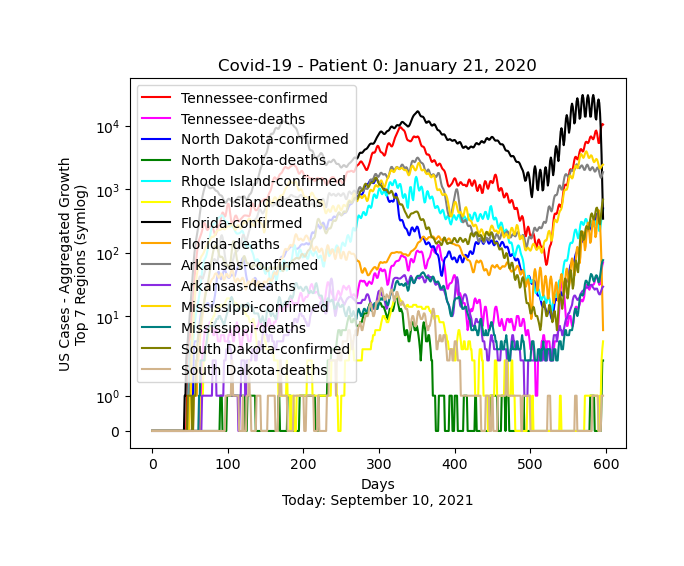 Covid-19 - Patient 0: January 21, 2020
US Cases - Aggregated Growth
Top 7 Regions (symlog)
10^4
10^3
10^2
10^1
10^0
0
Tennessee-confirmed
Tennessee-deaths
North Dakota-confirmed
North Dakota-deaths
Rhode Island-confirmed
Rhode Island-deaths
Florida-confirmed
Florida-deaths
Arkansas-confirmed
Arkansas-deaths
Mississippi-confirmed
Mississippi-deaths
South Dakota-confirmed
South Dakota-deaths
0 100 200 300 400 500 600
Days
Today: September 10, 2021